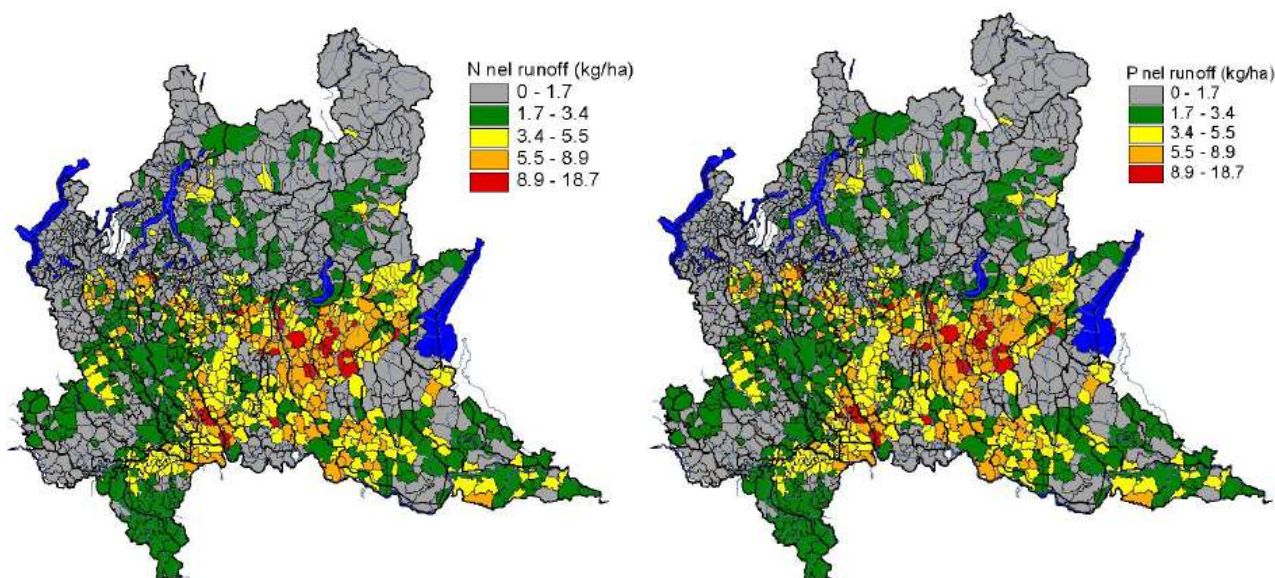 N nel runoff (kg/ha)
0 - 1.7
1.7 - 3.4
3.4 - 5.5
5.5 - 8.9
8.9 - 18.7
P nel runoff (kg/ha)
0 - 1.7
1.7 - 3.4
3.4 - 5.5
5.5 - 8.9
8.9 - 18.7